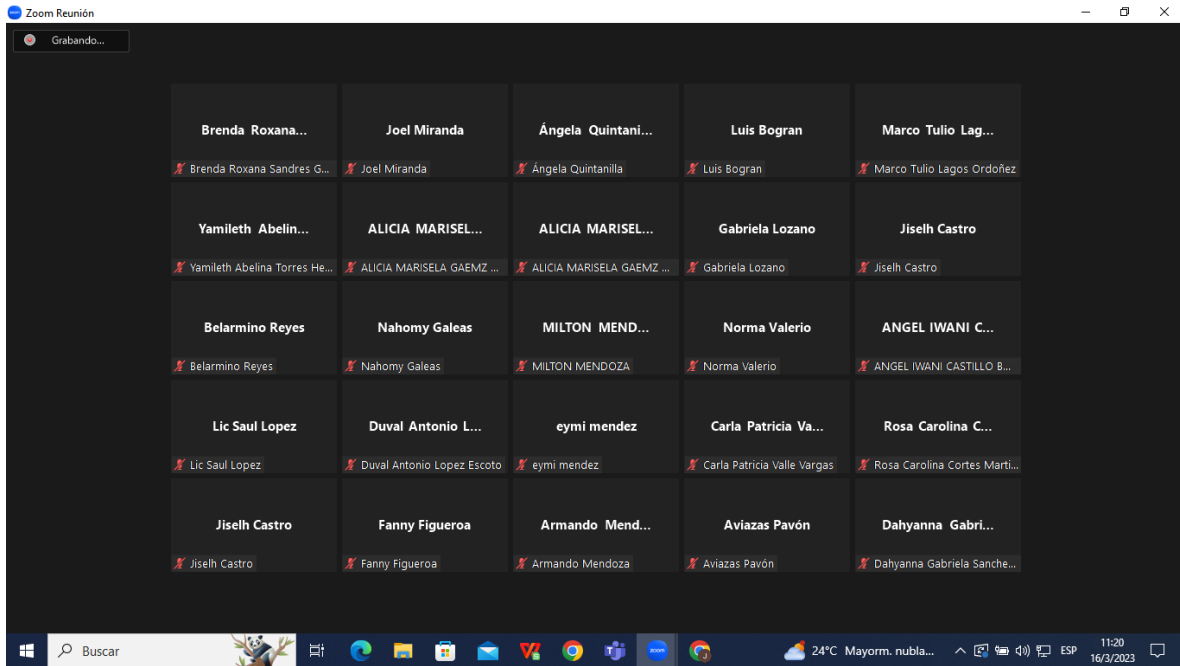 Zoom Reunión
Grabando...
Brenda Roxana... Joel Miranda Ángela Quintani... Luis Bogran Marco Tulio Lag...
Brenda Roxana Sandres G... Joel Miranda Ángela Quintanilla Luis Bogran Marco Tulio Lagos Ordoñez
Yamileth Abelin... ALICIA MARISEL... ALICIA MARISEL... Gabriela Lozano Jiselh Castro
Yamileth Abelina Torres He... ALICIA MARISELA GAEMZ ... ALICIA MARISELA GAEMZ ... Gabriela Lozano Jiselh Castro
Belarmino Reyes Nahomy Galeas MILTON MEND... Norma Valerio ANGEL IWANI C...
Belarmino Reyes Nahomy Galeas MILTON MENDOZA Norma Valerio ANGEL IWANI CASTILLO B...
Lic Saul Lopez Duval Antonio L... eymi mendez Carla Patricia Va... Rosa Carolina C...
Lic Saul Lopez Duval Antonio Lopez Escoto eymi mendez Carla Patricia Valle Vargas Rosa Carolina Cortes Marti...
Jiselh Castro Fanny Figueroa Armando Mend... Aviazas Pavón Dahyanna Gabri...
Jiselh Castro Fanny Figueroa Armando Mendoza Aviazas Pavón Dahyanna Gabriela Sanche...
Buscar zoom 24°C Mayorm. nubla... ESP 11:20
16/3/2023